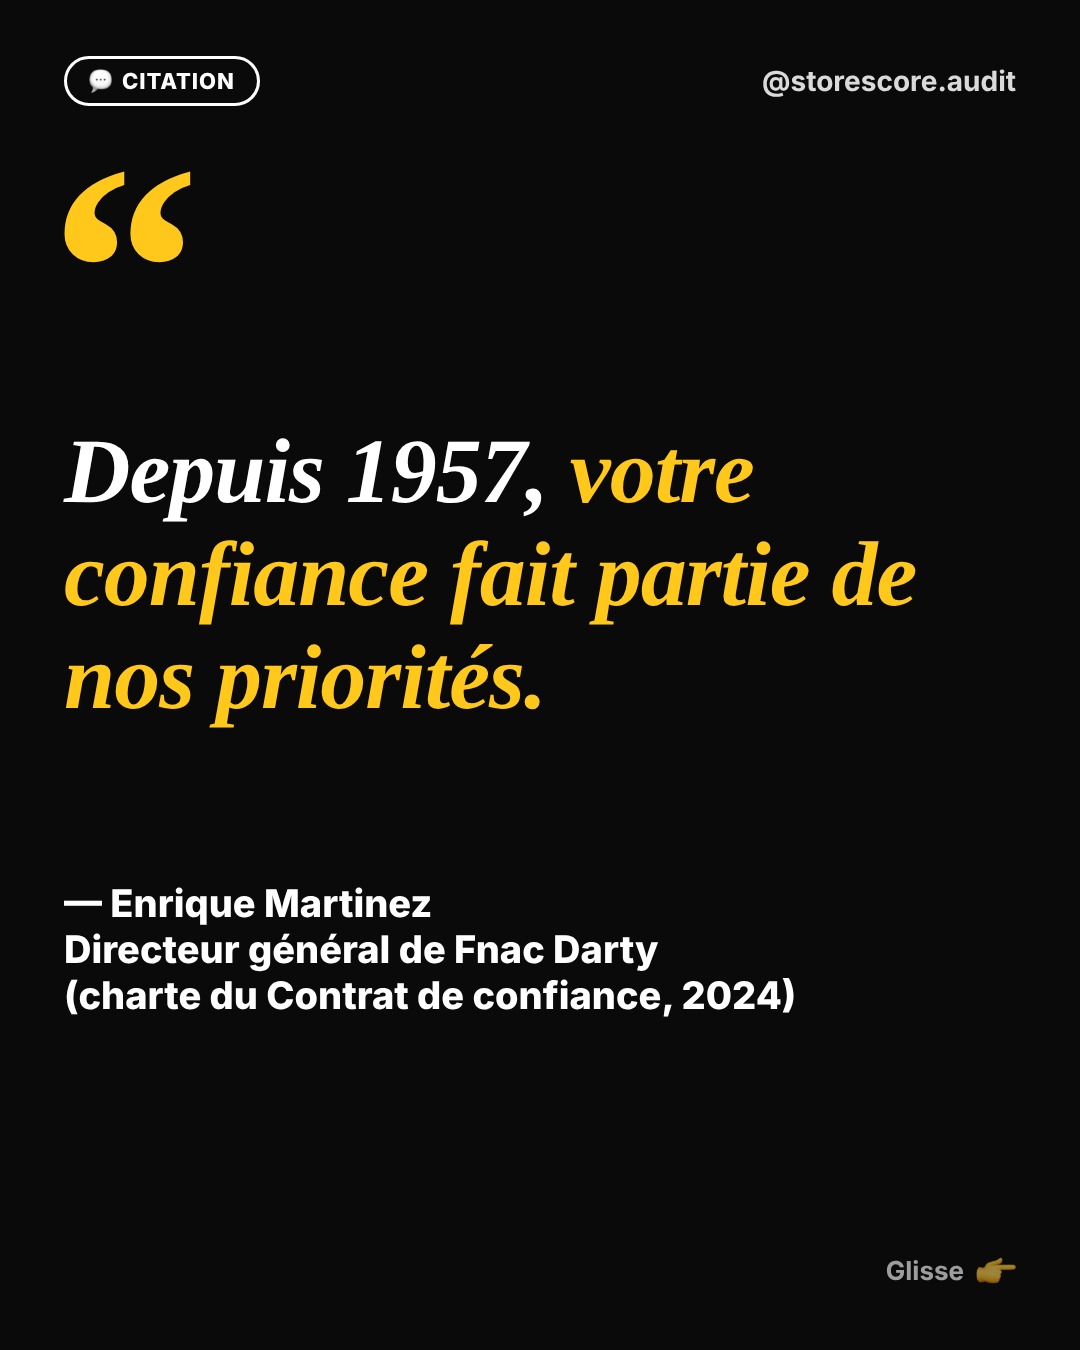 💬 CITATION
@storescore.audit
“
Depuis 1957, votre
confiance fait partie de
nos priorités.
— Enrique Martinez
Directeur général de Fnac Darty
(charte du Contrat de confiance, 2024)
Glisse 👉